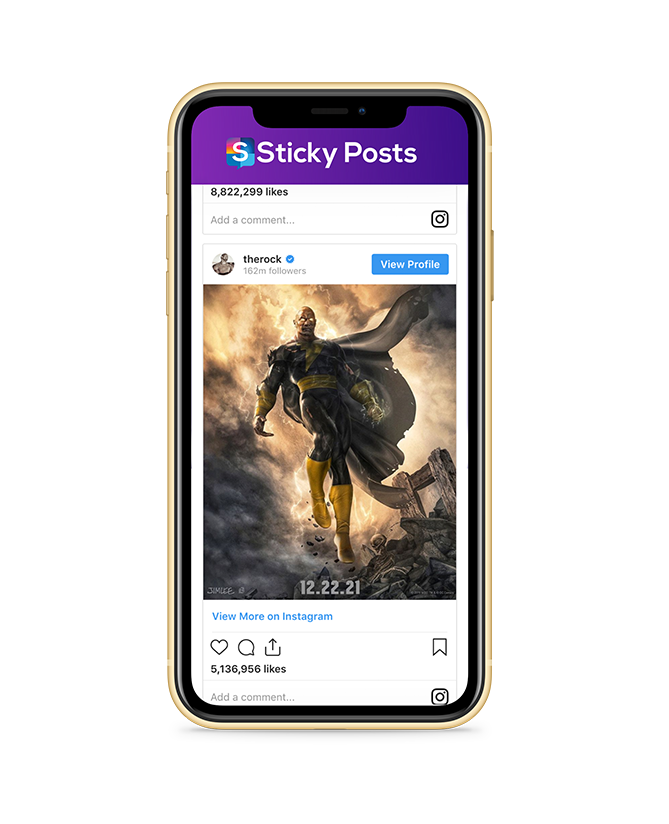 S Sticky Posts
8,822,299 likes
Add a comment...
therock
162m followers
View Profile
12.22.21
View More on Instagram
5,136,956 likes
Add a comment...